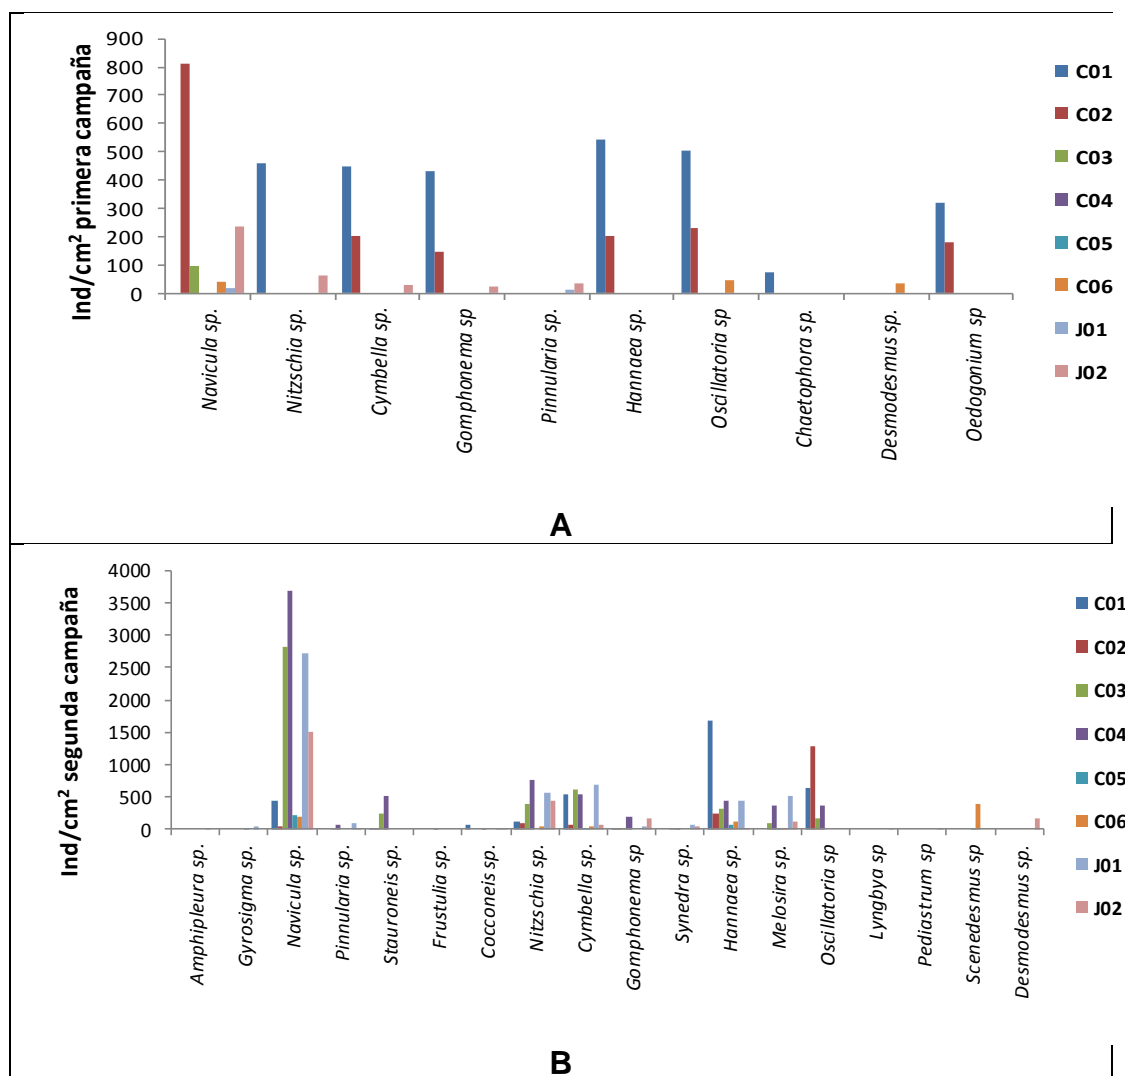 Ind/cm² primera campaña
900
800
700
600
500
400
300
200
100
0
Navicula sp.
Nitzschia sp.
Cymbella sp.
Gomphonema sp
Pinnularia sp.
Hannaea sp.
Oscillatoria sp
Chaetophora sp.
Desmodesmus sp.
Oedogonium sp
C01
C02
C03
C04
C05
C06
J01
J02
A
Ind/cm² segunda campaña
4000
3500
3000
2500
2000
1500
1000
500
0
Amphipleura sp.
Gyrosigma sp.
Navicula sp.
Pinnularia sp.
Stauroneis sp.
Frustulia sp.
Cocconeis sp.
Nitzschia sp.
Cymbella sp.
Gomphonema sp
Synedra sp.
Hannaea sp.
Melosira sp.
Oscillatoria sp
Lyngbya sp
Pediastrum sp
Scenedesmus sp
Desmodesmus sp.
C01
C02
C03
C04
C05
C06
J01
J02
B